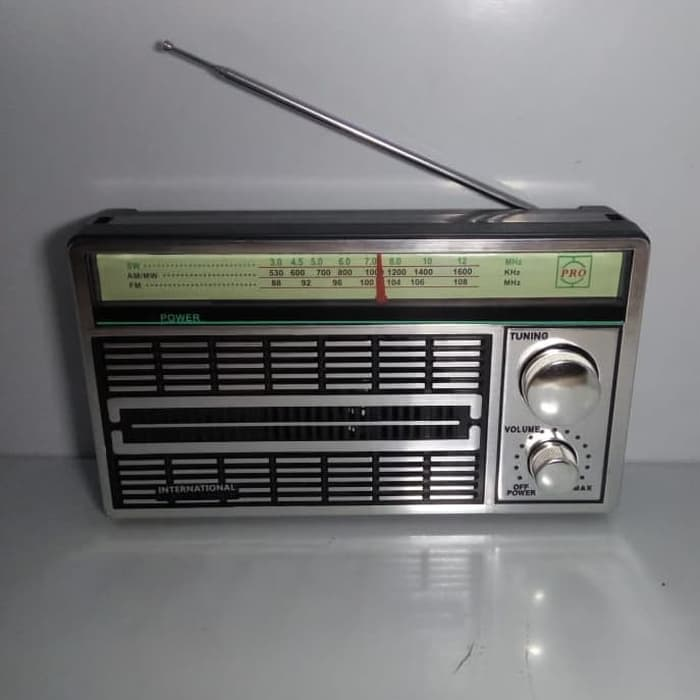 SW 3.0 4.5 5.0 6.0 7.0 8.0 10 12 MHz
AM/MW 530 600 700 800 100 1200 1400 1600 KHz
FM 88 92 96 100 104 106 108 MHz
PRO
POWER
TUNING
VOLUME
OFF
POWER
MAX
INTERNATIONAL